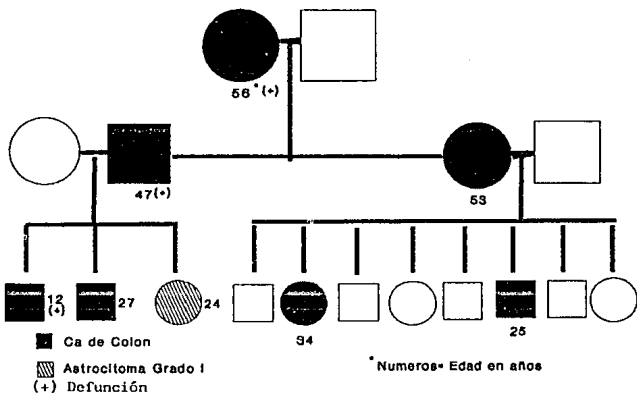 56 * (+)
47(+)
53
12
(+)
27
24
34
25
Ca de Colon
Astrocitoma Grado I
(+) Defunción
*Numeros= Edad en años